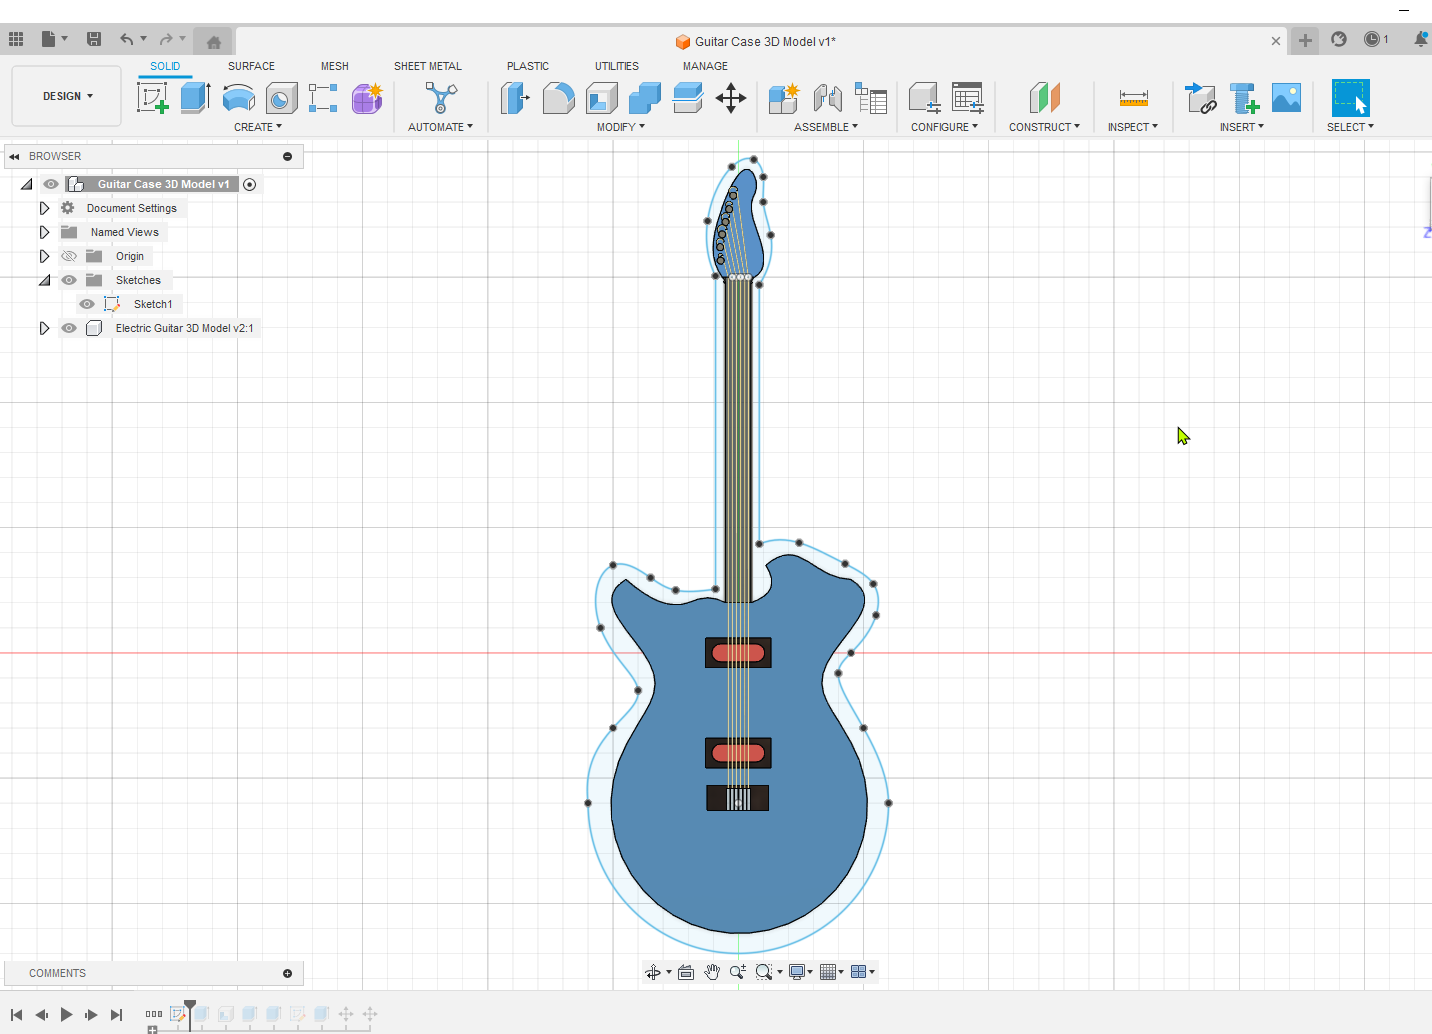 Guitar Case 3D Model v1*
1
SOLID SURFACE MESH SHEET METAL PLASTIC UTILITIES MANAGE
DESIGN
CREATE AUTOMATE MODIFY ASSEMBLE CONFIGURE CONSTRUCT INSPECT INSERT SELECT
BROWSER
Guitar Case 3D Model v1
Document Settings
Named Views
Z
Origin
Sketches
Sketch1
Electric Guitar 3D Model v2:1
COMMENTS